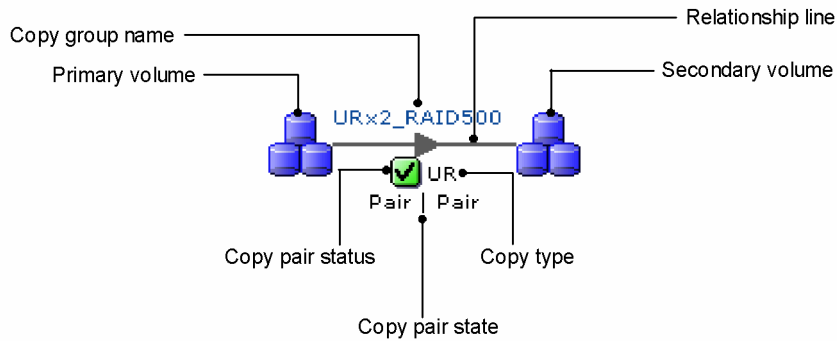 Relationship line
Copy group name
Primary volume
Secondary volume
URx2_RAID500
UR
Pair | Pair
Copy pair status
Copy type
Copy pair state